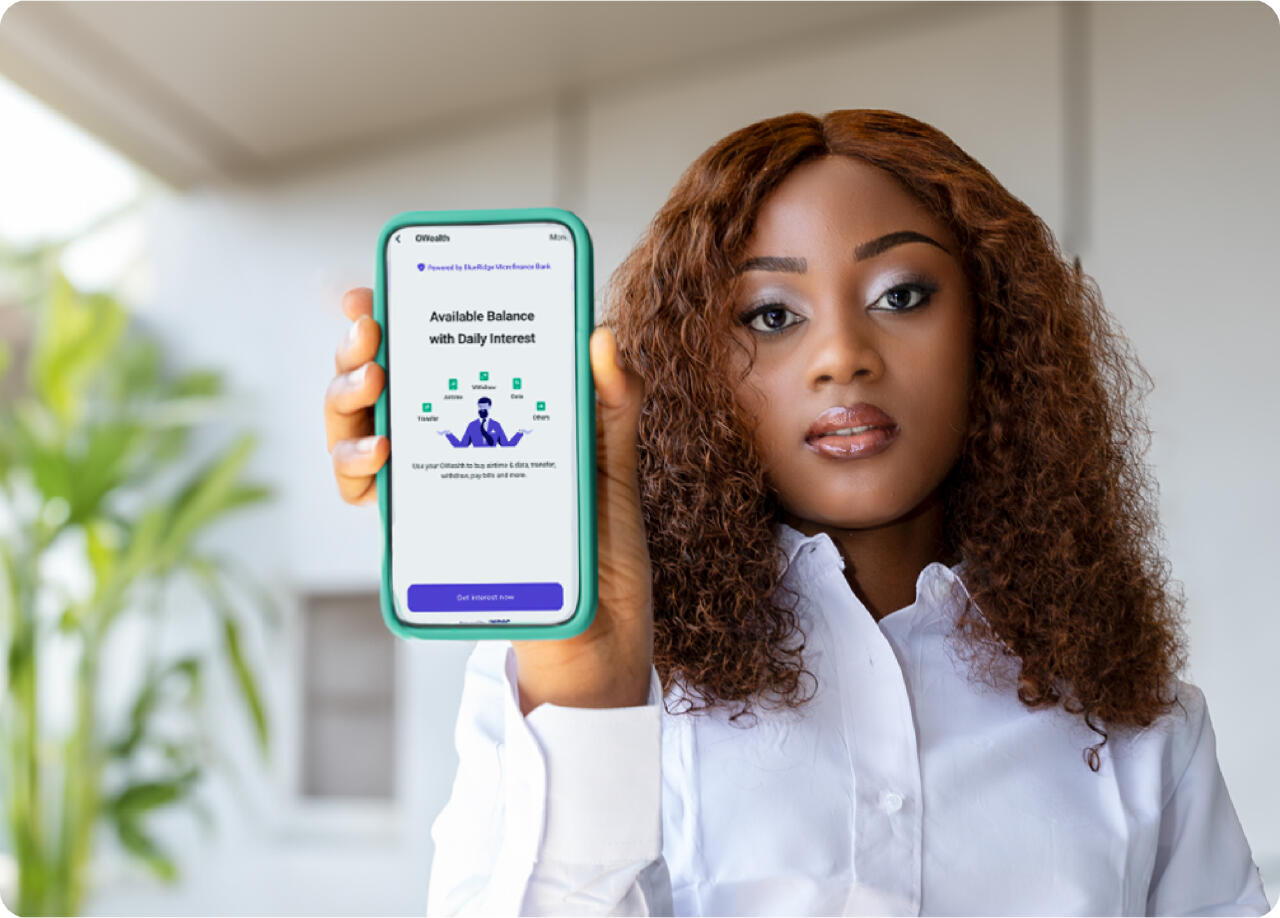 OWealth
More
Powered by BlueRidge Microfinance Bank
Available Balance
with Daily Interest
Withdraw
Airtime
Data
Transfer
Others
Use your OWealth to buy airtime & data, transfer,
withdraw, pay bills and more.
Get interest now